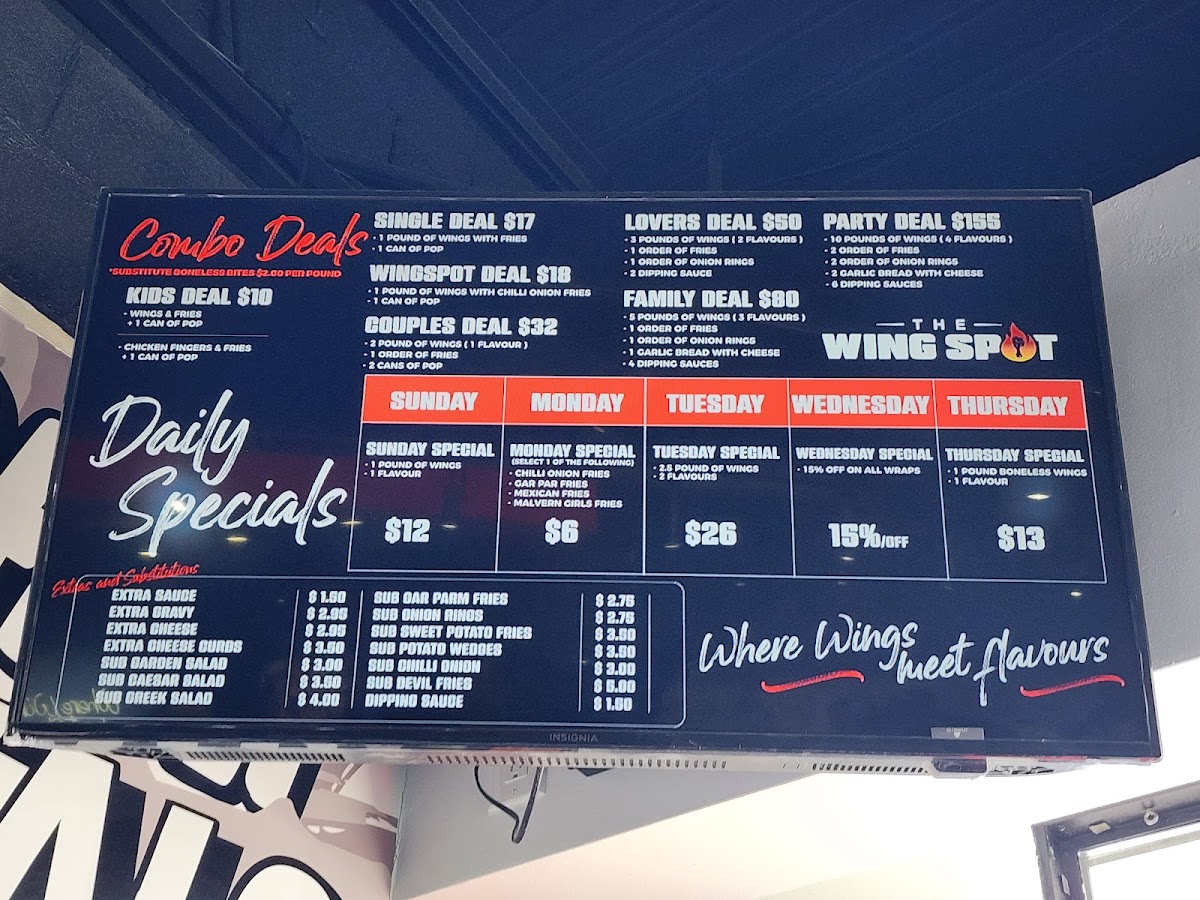 Combo Deals
*SUBSTITUTE BONELESS BITES $2.00 PER POUND
KIDS DEAL $10
- WINGS & FRIES
+ 1 CAN OF POP
- CHICKEN FINGERS & FRIES
+ 1 CAN OF POP
SINGLE DEAL $17
- 1 POUND OF WINGS WITH FRIES
- 1 CAN OF POP
WINGSPOT DEAL $18
- 1 POUND OF WINGS WITH CHILLI ONION FRIES
- 1 CAN OF POP
COUPLES DEAL $32
- 2 POUND OF WINGS ( 1 FLAVOUR )
- 1 ORDER OF FRIES
- 2 CANS OF POP
LOVERS DEAL $50
- 3 POUNDS OF WINGS ( 2 FLAVOURS )
- 1 ORDER OF FRIES
- 1 ORDER OF ONION RINGS
- 2 DIPPING SAUCE
FAMILY DEAL $80
- 5 POUNDS OF WINGS ( 3 FLAVOURS )
- 1 ORDER OF FRIES
- 1 ORDER OF ONION RINGS
- 1 GARLIC BREAD WITH CHEESE
- 4 DIPPING SAUCES
PARTY DEAL $155
- 10 POUNDS OF WINGS ( 4 FLAVOURS )
- 2 ORDER OF FRIES
- 2 ORDER OF ONION RINGS
- 2 GARLIC BREAD WITH CHEESE
- 6 DIPPING SAUCES
THE
WING SPOT
Daily
Specials
SUNDAY
SUNDAY SPECIAL
- 1 POUND OF WINGS
- 1 FLAVOUR
$12
MONDAY
MONDAY SPECIAL
(SELECT 1 OF THE FOLLOWING)
- CHILLI ONION FRIES
- GAR PAR FRIES
- MEXICAN FRIES
- MALVERN GIRLS FRIES
$6
TUESDAY
TUESDAY SPECIAL
- 2.5 POUND OF WINGS
- 2 FLAVOURS
$26
WEDNESDAY
WEDNESDAY SPECIAL
- 15% OFF ON ALL WRAPS
15%/OFF
THURSDAY
THURSDAY SPECIAL
- 1 POUND BONELESS WINGS
- 1 FLAVOUR
$13
Extras and Substitutions
EXTRA SAUCE $ 1.50
EXTRA GRAVY $ 2.95
EXTRA CHEESE $ 2.95
EXTRA CHEESE CURDS $ 3.50
SUB GARDEN SALAD $ 3.00
SUB CAESAR SALAD $ 3.50
SUB GREEK SALAD $ 4.00
SUB GAR PARM FRIES $ 2.75
SUB ONION RINGS $ 2.75
SUB SWEET POTATO FRIES $ 3.50
SUB POTATO WEDGES $ 3.50
SUB CHILLI ONION $ 3.00
SUB DEVIL FRIES $ 5.00
DIPPING SAUCE $ 1.50
Where Wings
meet flavours
INSIGNIA